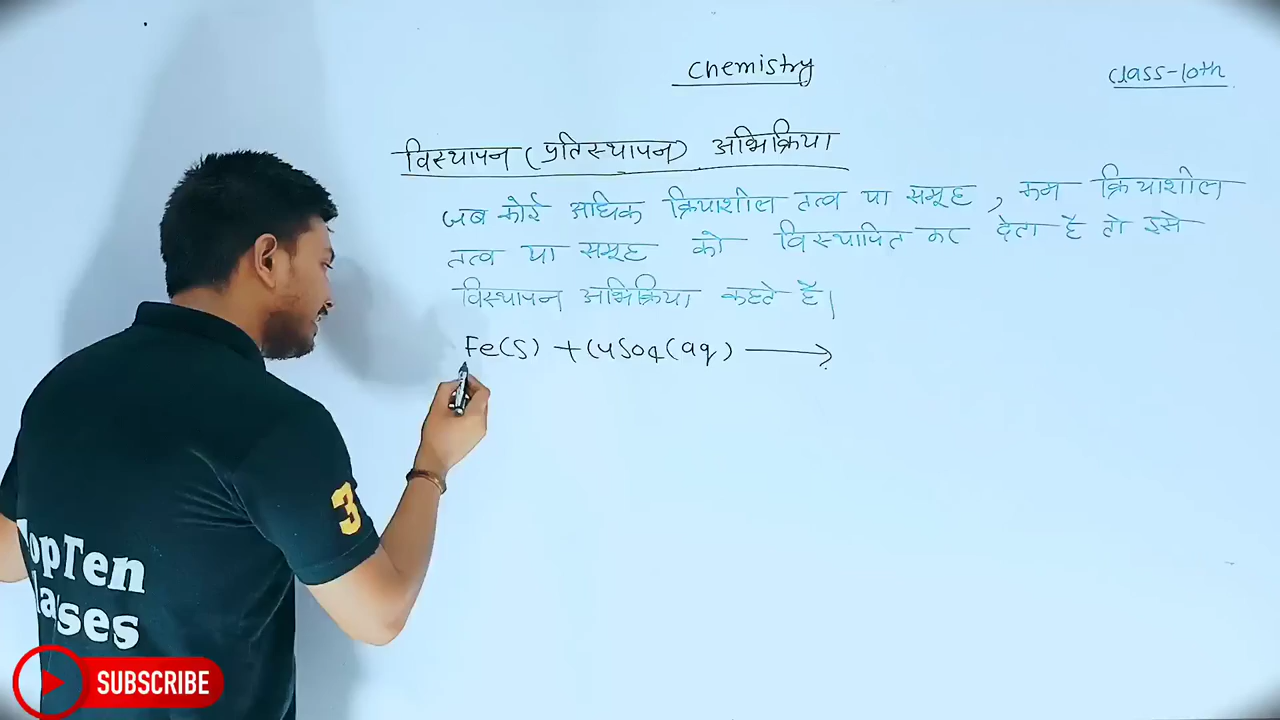 Chemistry
Class-10th
विस्थापन (प्रतिस्थापन) अभिक्रिया
जब कोई अधिक क्रियाशील तत्व या समूह, कम क्रियाशील
तत्व या समूह को विस्थापित कर देता है तो इसे
विस्थापन अभिक्रिया कहते हैं।
Fe(S) + CuSO4(aq) ⟶
3
TopTen
Classes
SUBSCRIBE